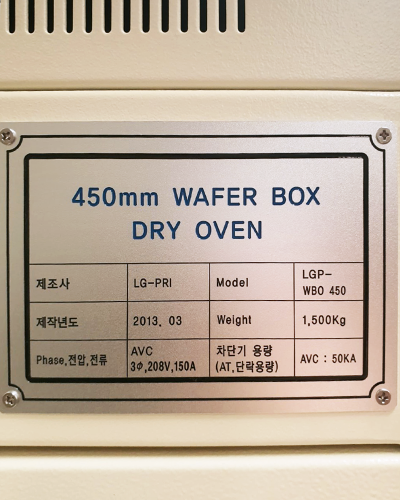 450mm WAFER BOX
DRY OVEN
제조사 LG-PRI Model LGP-
WBO 450
제작년도 2013. 03 Weight 1,500Kg
Phase,전압,전류 AVC
3Φ,208V,150A 차단기 용량
(AT,단락용량) AVC : 50KA